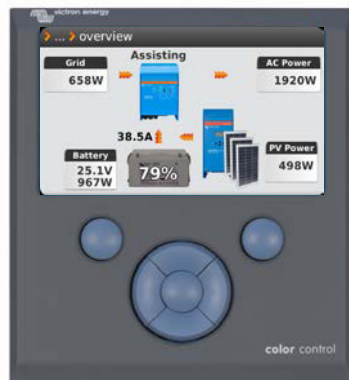 victron energy
... overview
Assisting
Grid
658W
AC Power
1920W
38.5A
Battery
25.1V
967W
79%
PV Power
498W
color control